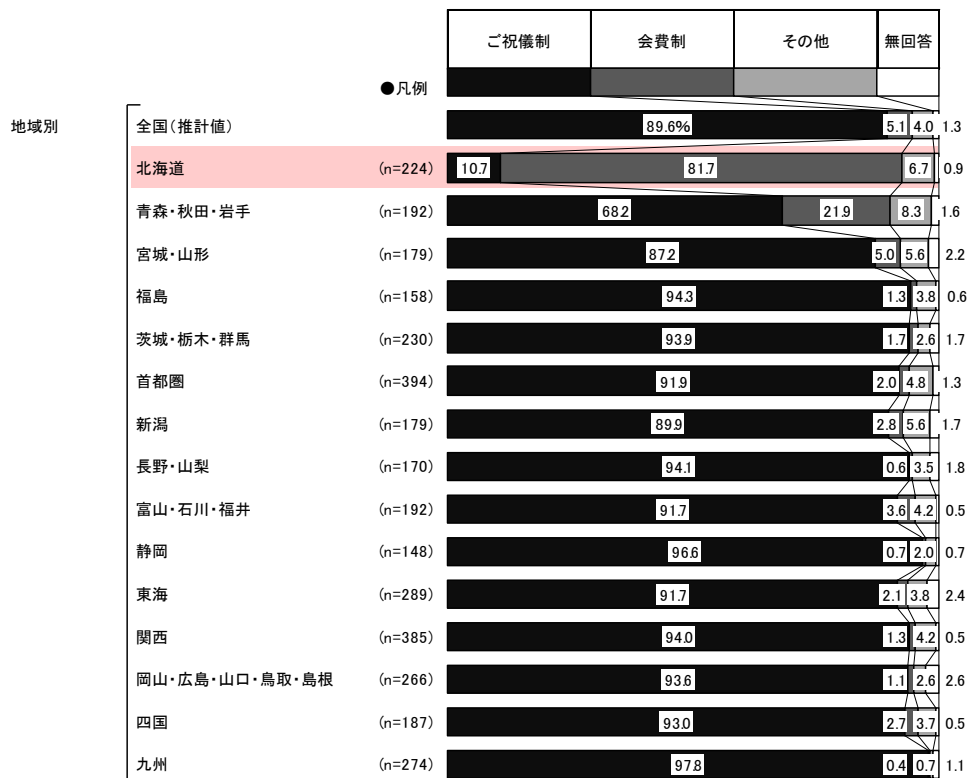 ご祝儀制 会費制 その他 無回答
●凡例
地域別 全国(推計値) 89.6% 5.1 4.0 1.3
北海道 (n=224) 10.7 81.7 6.7 0.9
青森・秋田・岩手 (n=192) 68.2 21.9 8.3 1.6
宮城・山形 (n=179) 87.2 5.0 5.6 2.2
福島 (n=158) 94.3 1.3 3.8 0.6
茨城・栃木・群馬 (n=230) 93.9 1.7 2.6 1.7
首都圏 (n=394) 91.9 2.0 4.8 1.3
新潟 (n=179) 89.9 2.8 5.6 1.7
長野・山梨 (n=170) 94.1 0.6 3.5 1.8
富山・石川・福井 (n=192) 91.7 3.6 4.2 0.5
静岡 (n=148) 96.6 0.7 2.0 0.7
東海 (n=289) 91.7 2.1 3.8 2.4
関西 (n=385) 94.0 1.3 4.2 0.5
岡山・広島・山口・鳥取・島根 (n=266) 93.6 1.1 2.6 2.6
四国 (n=187) 93.0 2.7 3.7 0.5
九州 (n=274) 97.8 0.4 0.7 1.1